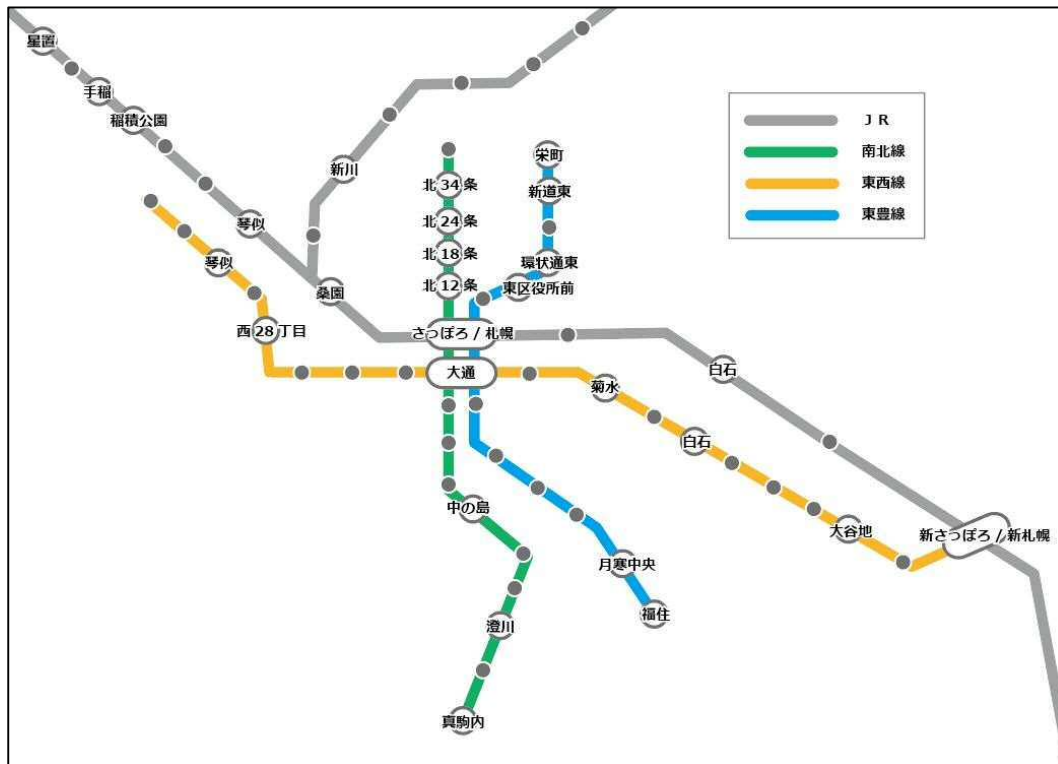 星置
手稲
稲積公園
新川
琴似
桑園
ＪＲ
南北線
東西線
東豊線
栄町
新道東
環状通東
東区役所前
北34条
北24条
北18条
北12条
琴似
西28丁目
さっぽろ / 札幌
大通
白石
菊水
白石
大谷地
新さっぽろ / 新札幌
中の島
澄川
真駒内
月寒中央
福住